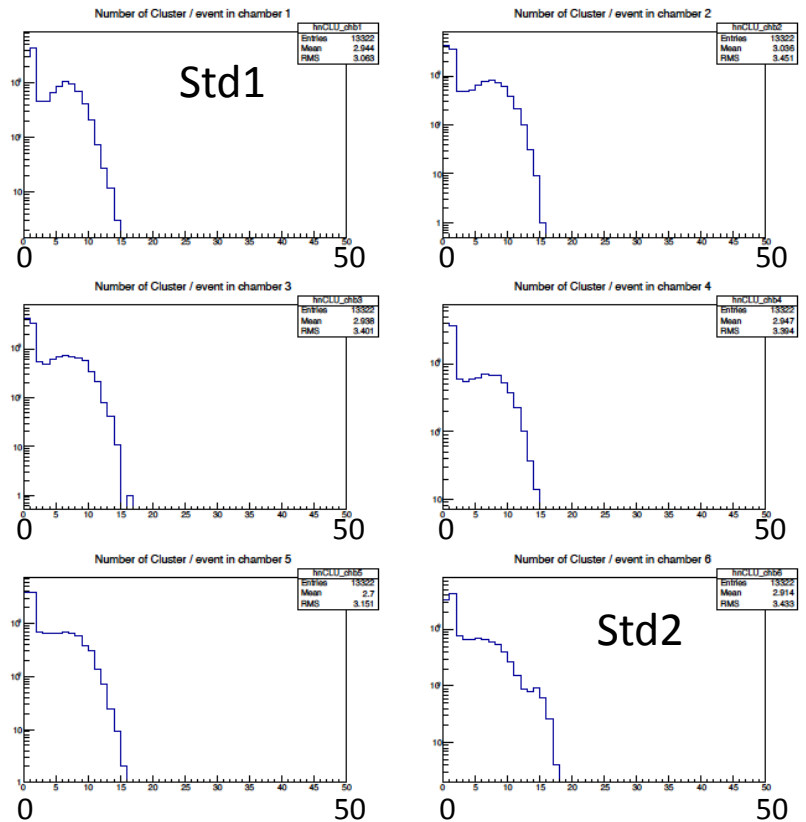 Number of Cluster / event in chamber 1
hnCLU_chb1
Entries 13322
Mean 2.944
RMS 3.063
Std1
10
0 5 10 15 20 25 30 35 40 45 50
0 50
Number of Cluster / event in chamber 2
hnCLU_chb2
Entries 13322
Mean 3.036
RMS 3.451
1
0 5 10 15 20 25 30 35 40 45 50
0 50
Number of Cluster / event in chamber 3
hnCLU_chb3
Entries 13322
Mean 2.938
RMS 3.401
10
1
0 5 10 15 20 25 30 35 40 45 50
0 50
Number of Cluster / event in chamber 4
hnCLU_chb4
Entries 13322
Mean 2.947
RMS 3.394
10
0 5 10 15 20 25 30 35 40 45 50
0 50
Number of Cluster / event in chamber 5
hnCLU_chb5
Entries 13322
Mean 2.7
RMS 3.151
10
1
0 5 10 15 20 25 30 35 40 45 50
0 50
Number of Cluster / event in chamber 6
hnCLU_chb6
Entries 13322
Mean 2.914
RMS 3.433
Std2
10
0 5 10 15 20 25 30 35 40 45 50
0 50